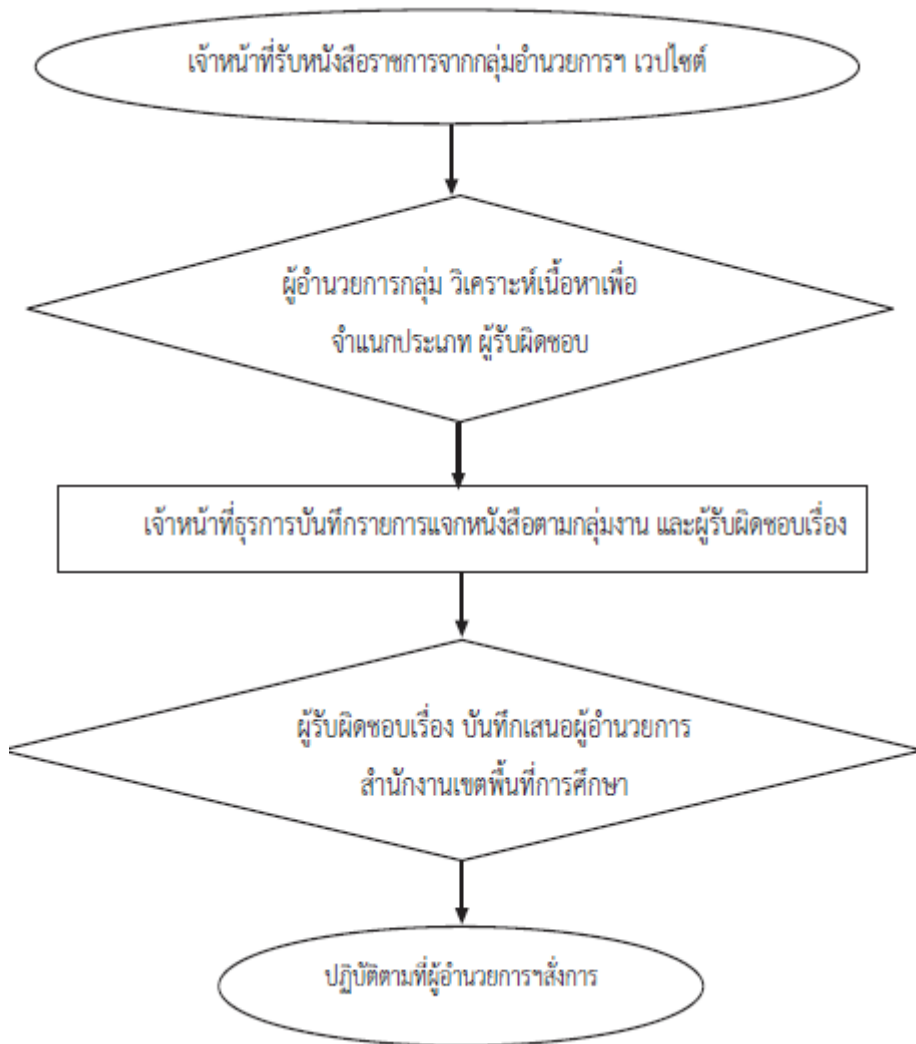 เจ้าหน้าที่รับหนังสือราชการจากกลุ่มอำนวยการฯ เวปไซต์
ผู้อำนวยการกลุ่ม วิเคราะห์เนื้อหาเพื่อ
จำแนกประเภท ผู้รับผิดชอบ
เจ้าหน้าที่ธุรการบันทึกรายการแจกหนังสือตามกลุ่มงาน และผู้รับผิดชอบเรื่อง
ผู้รับผิดชอบเรื่อง บันทึกเสนอผู้อำนวยการ
สำนักงานเขตพื้นที่การศึกษา
ปฏิบัติตามที่ผู้อำนวยการฯสั่งการ